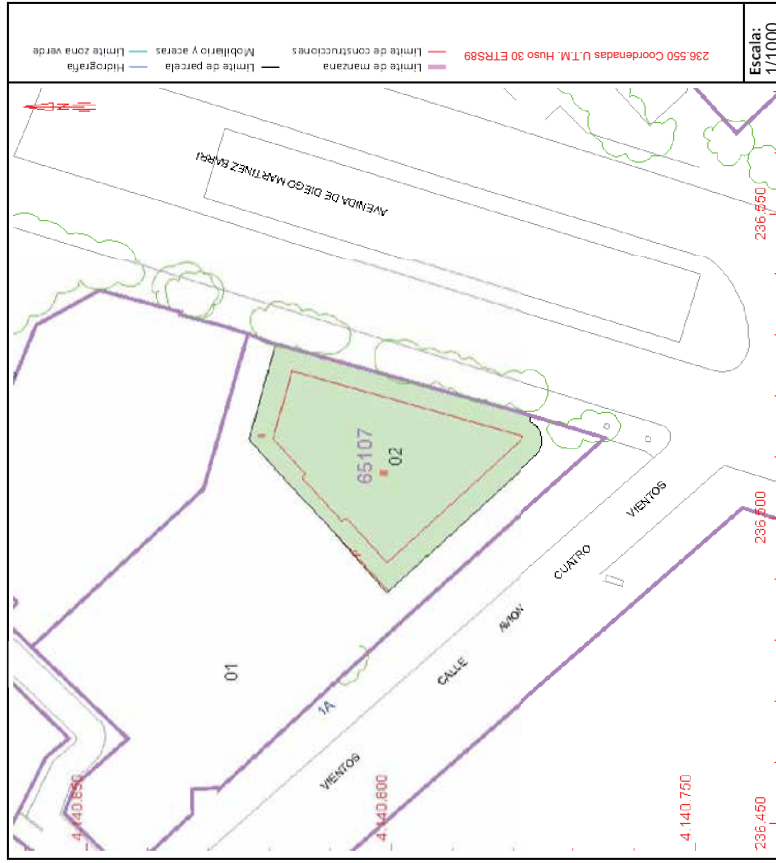 Límite de manzana
Límite de construcciones
Límite de parcela
Mobiliario y aceras
Hidrografía
Límite zona verde
236.550 Coordenadas U.T.M. Huso 30 ETRS89
Escala:
1/1000
AVENIDA DE DIEGO MARTINEZ BARRI
65107
02
01
1A
VIENTOS
CALLE
AVION
CUATRO
VIENTOS
4.140.850
4.140.800
4.140.750
236.450
236.500
236.550